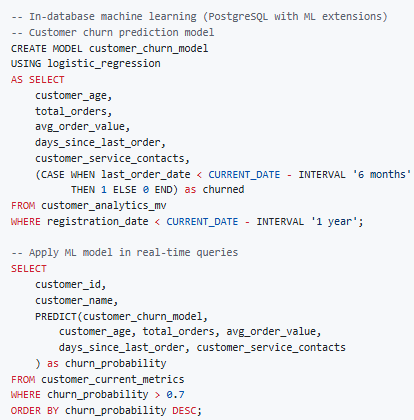 -- In-database machine learning (PostgreSQL with ML extensions)
-- Customer churn prediction model
CREATE MODEL customer_churn_model
USING logistic_regression
AS SELECT
    customer_age,
    total_orders,
    avg_order_value,
    days_since_last_order,
    customer_service_contacts,
    (CASE WHEN last_order_date < CURRENT_DATE - INTERVAL '6 months'
          THEN 1 ELSE 0 END) as churned
FROM customer_analytics_mv
WHERE registration_date < CURRENT_DATE - INTERVAL '1 year';

-- Apply ML model in real-time queries
SELECT
    customer_id,
    customer_name,
    PREDICT(customer_churn_model,
        customer_age, total_orders, avg_order_value,
        days_since_last_order, customer_service_contacts
    ) as churn_probability
FROM customer_current_metrics
WHERE churn_probability > 0.7
ORDER BY churn_probability DESC;